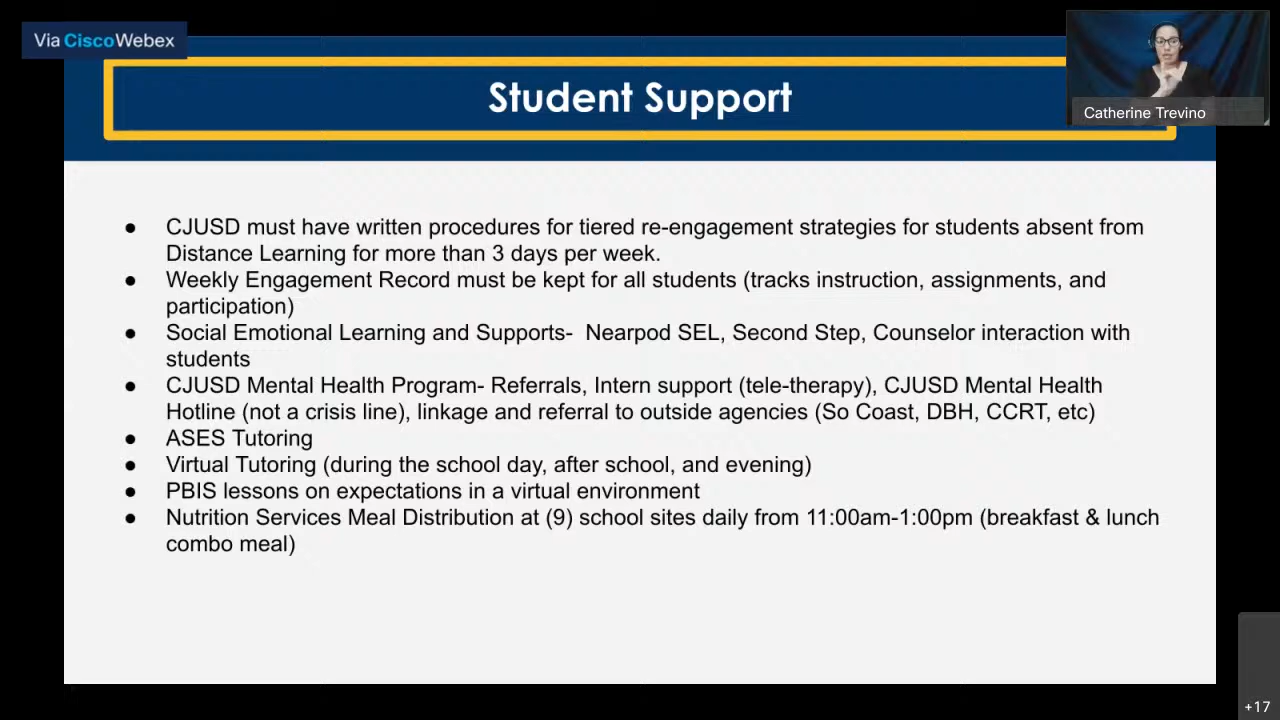 Via CiscoWebex
Student Support
Catherine Trevino
● CJUSD must have written procedures for tiered re-engagement strategies for students absent from
Distance Learning for more than 3 days per week.
● Weekly Engagement Record must be kept for all students (tracks instruction, assignments, and
participation)
● Social Emotional Learning and Supports-  Nearpod SEL, Second Step, Counselor interaction with
students
● CJUSD Mental Health Program- Referrals, Intern support (tele-therapy), CJUSD Mental Health
Hotline (not a crisis line), linkage and referral to outside agencies (So Coast, DBH, CCRT, etc)
● ASES Tutoring
● Virtual Tutoring (during the school day, after school, and evening)
● PBIS lessons on expectations in a virtual environment
● Nutrition Services Meal Distribution at (9) school sites daily from 11:00am-1:00pm (breakfast & lunch
combo meal)
+17